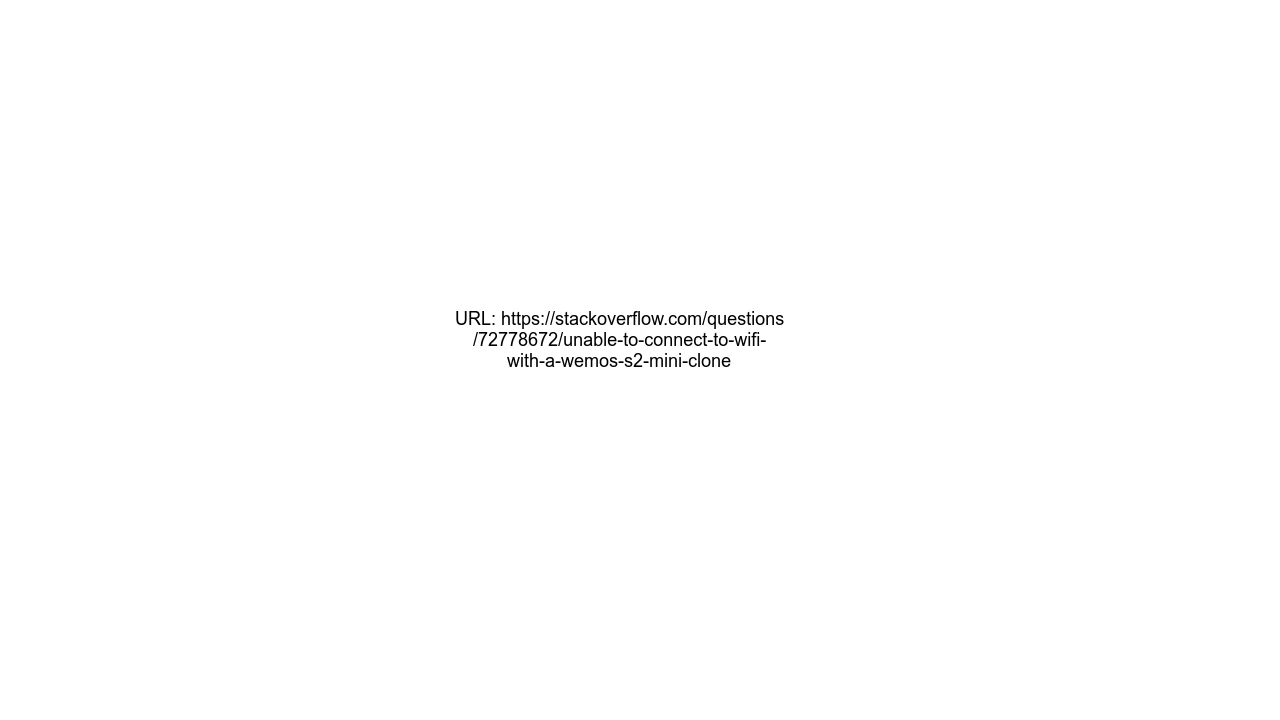 URL: https://stackoverflow.com/questions
/72778672/unable-to-connect-to-wifi-
with-a-wemos-s2-mini-clone